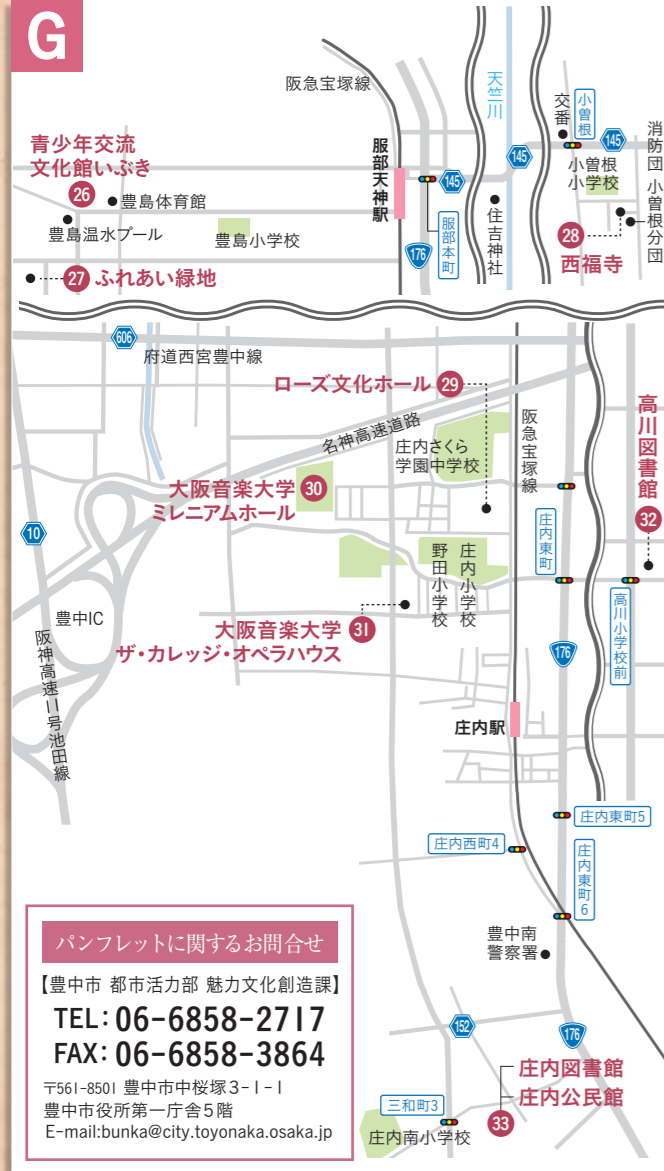 G
阪急宝塚線
天竺川
交番
小曽根
145
消防団 小曽根分団
青少年交流
文化館いぶき
26
豊島体育館
服部天神駅
145
145
小曽根
小学校
豊島温水プール
豊島小学校
服部本町
住吉神社
28
西福寺
176
27 ふれあい緑地
606
府道西宮豊中線
ローズ文化ホール 29
名神高速道路
阪急宝塚線
高川図書館
32
庄内さくら
学園中学校
大阪音楽大学 30
ミレニアムホール
10
庄内東町
野田小学校
庄内小学校
豊中IC
大阪音楽大学 31
ザ・カレッジ・オペラハウス
高川小学校前
176
阪神高速11号池田線
庄内駅
庄内東町5
庄内西町4
庄内東町6
豊中南
警察署
パンフレットに関するお問合せ
【豊中市 都市活力部 魅力文化創造課】
TEL:06-6858-2717
FAX:06-6858-3864
〒561-8501 豊中市中桜塚3-1-1
豊中市役所第一庁舎5階
E-mail:bunka@city.toyonaka.osaka.jp
152
176
庄内図書館
庄内公民館
33
三和町3
庄内南小学校